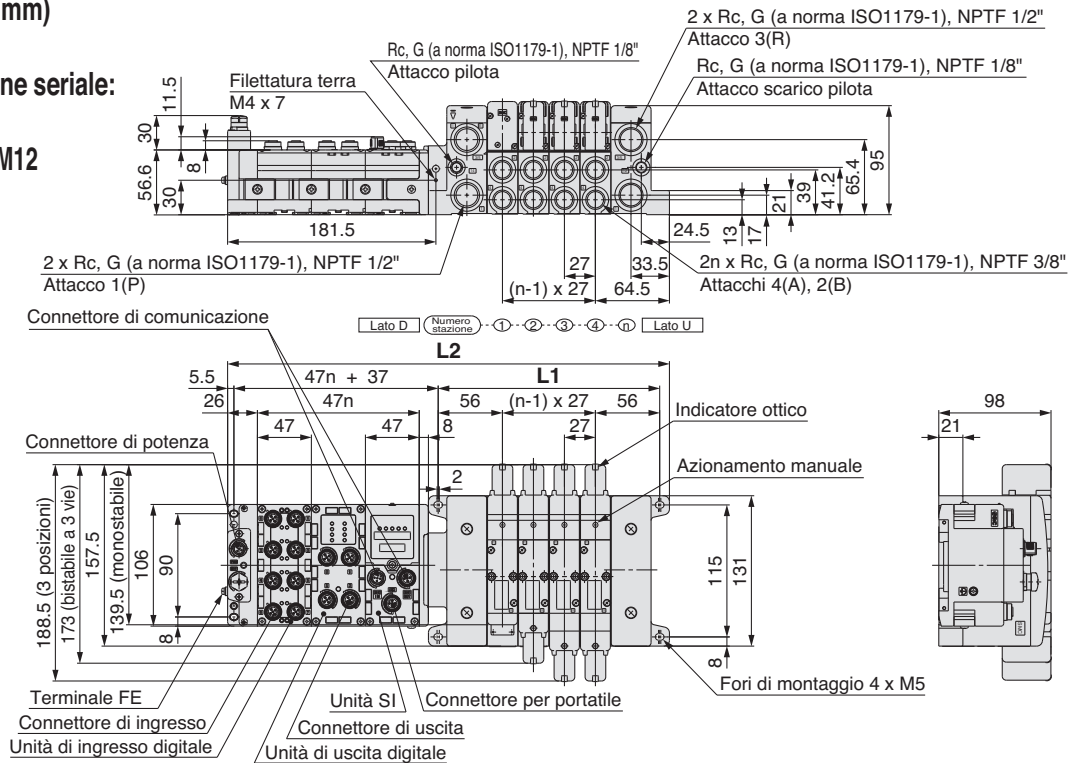 mm)
ne seriale:
M12
2 x Rc, G (a norma ISO1179-1), NPTF 1/2"
Attacco 3(R)
Rc, G (a norma ISO1179-1), NPTF 1/8"
Attacco pilota
Rc, G (a norma ISO1179-1), NPTF 1/8"
Attacco scarico pilota
Filettatura terra
M4 x 7
11.5
30
8
56.6
30
181.5
95
65.4
41.2
39
21
17
13
24.5
27
33.5
(n-1) x 27
64.5
2 x Rc, G (a norma ISO1179-1), NPTF 1/2"
Attacco 1(P)
2n x Rc, G (a norma ISO1179-1), NPTF 3/8"
Attacchi 4(A), 2(B)
Connettore di comunicazione
Lato D
Numero
stazione
1 2 3 4 n
Lato U
L2
5.5
47n + 37
L1
26
47n
56
(n-1) x 27
56
47
47
8
27
2
Indicatore ottico
Azionamento manuale
Connettore di potenza
188.5 (3 posizioni)
173 (bistabile a 3 vie)
157.5
139.5 (monostabile)
106
90
8
115
131
8
98
21
Terminale FE
Connettore di ingresso
Unità di ingresso digitale
Unità SI
Connettore per portatile
Connettore di uscita
Unità di uscita digitale
Fori di montaggio 4 x M5